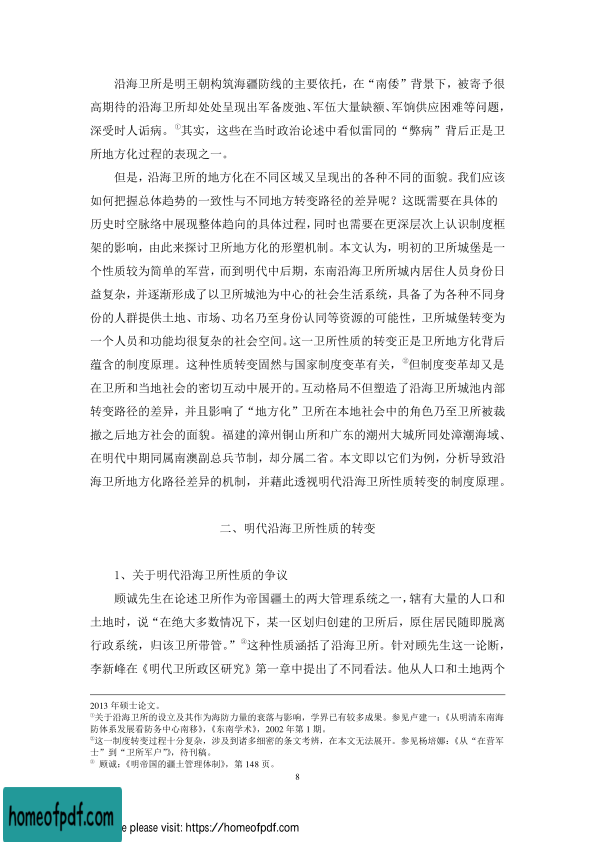 沿海卫所是明王朝构筑海疆防线的主要依托，在“南倭”背景下，被寄予很
高期待的沿海卫所却处处呈现出军备废弛、军伍大量缺额、军饷供应困难等问题，
深受时人诟病。①其实，这些在当时政治论述中看似雷同的“弊病”背后正是卫
所地方化过程的表现之一。
但是，沿海卫所的地方化在不同区域又呈现出的各种不同的面貌。我们应该
如何把握总体趋势的一致性与不同地方转变路径的差异呢？这既需要在具体的
历史时空脉络中展现整体趋向的具体过程，同时也需要在更深层次上认识制度框
架的影响，由此来探讨卫所地方化的形塑机制。本文认为，明初的卫所城堡是一
个性质较为简单的军营，而到明代中后期，东南沿海卫所所城内居住人员身份日
益复杂，并逐渐形成了以卫所城池为中心的社会生活系统，具备了为各种不同身
份的人群提供土地、市场、功名乃至身份认同等资源的可能性，卫所城堡转变为
一个人员和功能均很复杂的社会空间。这一卫所性质的转变正是卫所地方化背后
蕴含的制度原理。这种性质转变固然与国家制度变革有关，②但制度变革却又是
在卫所和当地社会的密切互动中展开的。互动格局不但塑造了沿海卫所城池内部
转变路径的差异，并且影响了“地方化”卫所在本地社会中的角色乃至卫所被裁
撤之后地方社会的面貌。福建的漳州铜山所和广东的潮州大城所同处漳潮海域、
在明代中期同属南澳副总兵节制，却分属二省。本文即以它们为例，分析导致沿
海卫所地方化路径差异的机制，并藉此透视明代沿海卫所性质转变的制度原理。
二、明代沿海卫所性质的转变
1、关于明代沿海卫所性质的争议
顾诚先生在论述卫所作为帝国疆土的两大管理系统之一，辖有大量的人口和
土地时，说“在绝大多数情况下，某一区划归创建的卫所后，原住居民随即脱离
行政系统，归该卫所带管。”③这种性质涵括了沿海卫所。针对顾先生这一论断，
李新峰在《明代卫所政区研究》第一章中提出了不同看法。他从人口和土地两个
2013 年硕士论文。
①关于沿海卫所的设立及其作为海防力量的衰落与影响，学界已有较多成果。参见卢建一：《从明清东南海
防体系发展看防务中心南移》，《东南学术》，2002 年第 1 期。
②这一制度转变过程十分复杂，涉及到诸多细密的条文考辨，在本文无法展开。参见杨培娜：《从“在营军
士”到“卫所军户”》，待刊稿。
③ 顾诚：《明帝国的疆土管理体制》，第 148 页。
8
homeofpdf.com
e please visit: https://homeofpdf.com